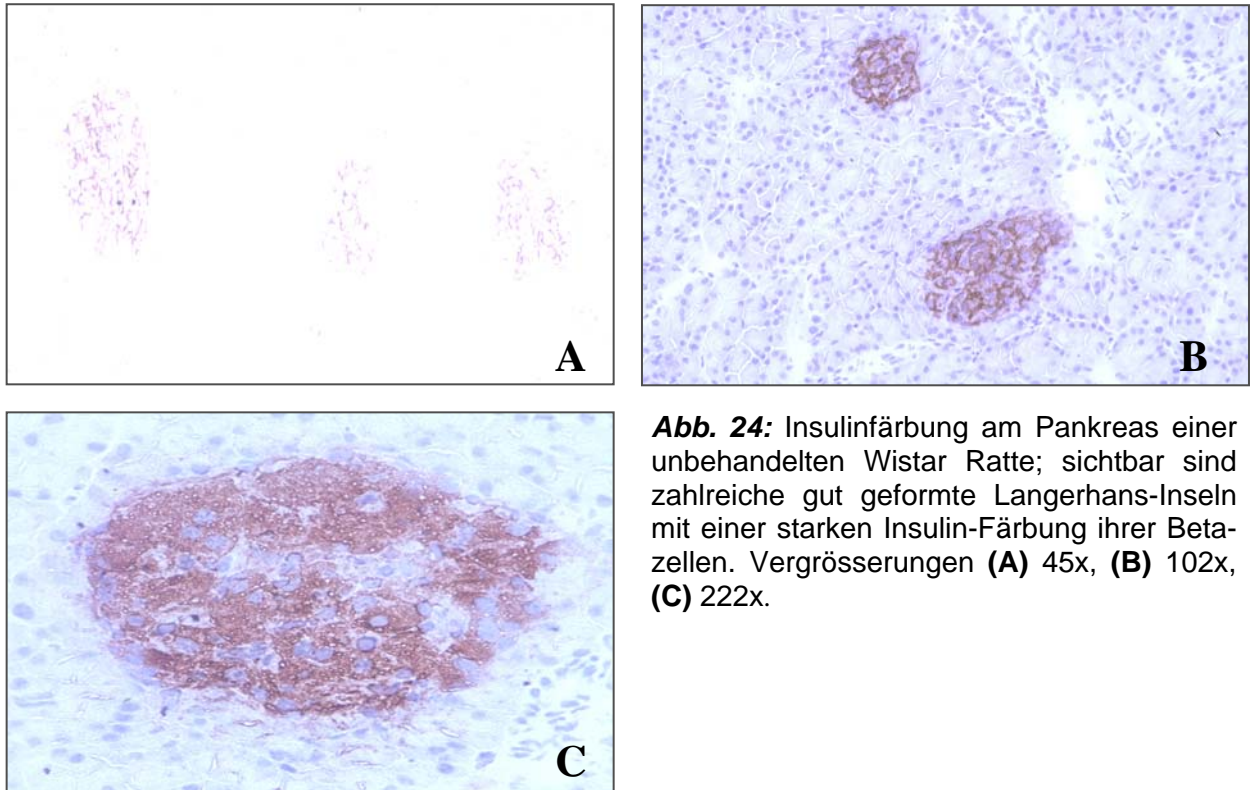 A
B
C
Abb. 24: Insulinfärbung am Pankreas einer
unbehandelten Wistar Ratte; sichtbar sind
zahlreiche gut geformte Langerhans-Inseln
mit einer starken Insulin-Färbung ihrer Beta-
zellen. Vergrösserungen (A) 45x, (B) 102x,
(C) 222x.